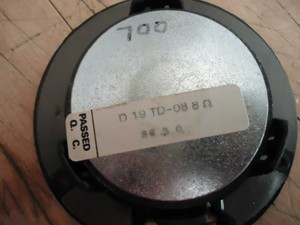 700
PASSED
Q. C.
D 19 TD-08 8 Ω